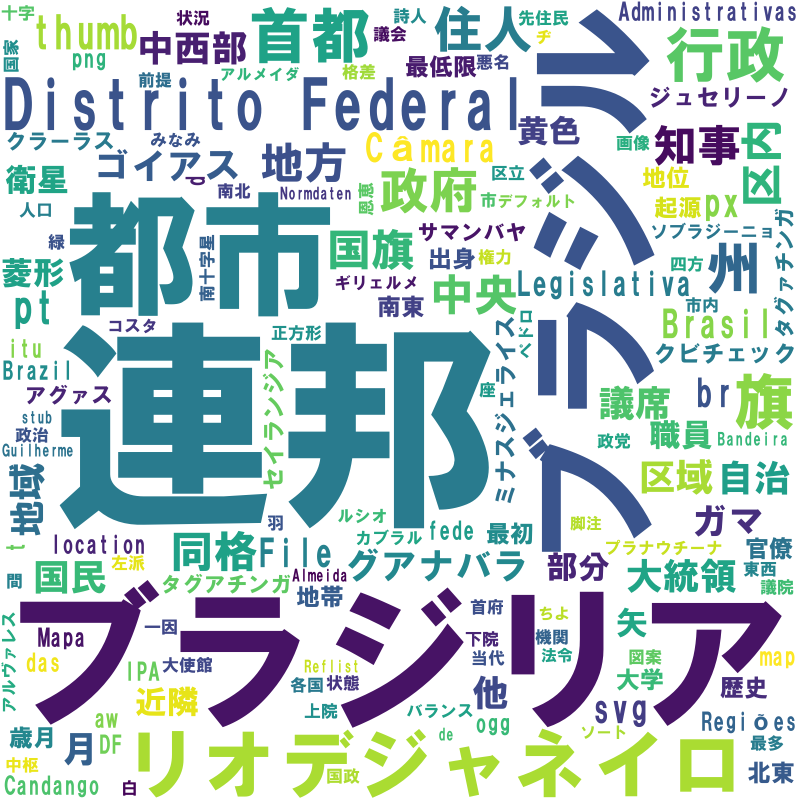 十字
状況
詩人
先住民
Administrativas
国家
thumb
png
中西部
首都
議会
住人
ヂ
行政
前提
アルメイダ
格差
最低限
悪名
ジュセリーノ
Distrito Federal
ブラジル
黄色
知事
区内
クラーラス
みなみ
Câmara
画像
衛星
ゴイアス
p
地方
恩恵
政府
区立
地位
人口
南北
Normdaten
市
デフォルト
起源
px
緑
南十字星
都市
国旗
サマンバヤ
出身
権力
ソブラジーニョ
タグァチンガ
菱形
ギリェルメ
南東
中央
四方
州
pt
コスタ
正方形
Legislativa
市内
itu
連邦
ペドロ
Brasil
Brazil
セイランジア
座
ミナスジェライス
クビチェック
アグァス
議席
br
旗
stub
政治
職員
政党
Bandeira
Guilherme
地域
羽
区域
自治
t
location
ルシオ
カブラル
fede
最初
脚注
ガマ
間
左派
同格
File
グアナバラ
部分
プラナウチーナ
官僚
国民
タグアチンガ
Almeida
地帯
大統領
東西
議院
ブラジリア
首府
ちよ
矢
アルヴァレス
Mapa
一因
下院
機関
das
IPA
大使館
Reflist
当代
法令
図案
map
各国
状態
他
大学
歴史
近隣
上院
バランス
svg
Regiões
aw
ogg
歳月
月
DF
リオデジャネイロ
de
ソート
最多
中枢
国政
Candango
白
北東